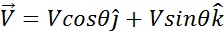 V⃗ = Vcosθĵ + Vsinθk̂